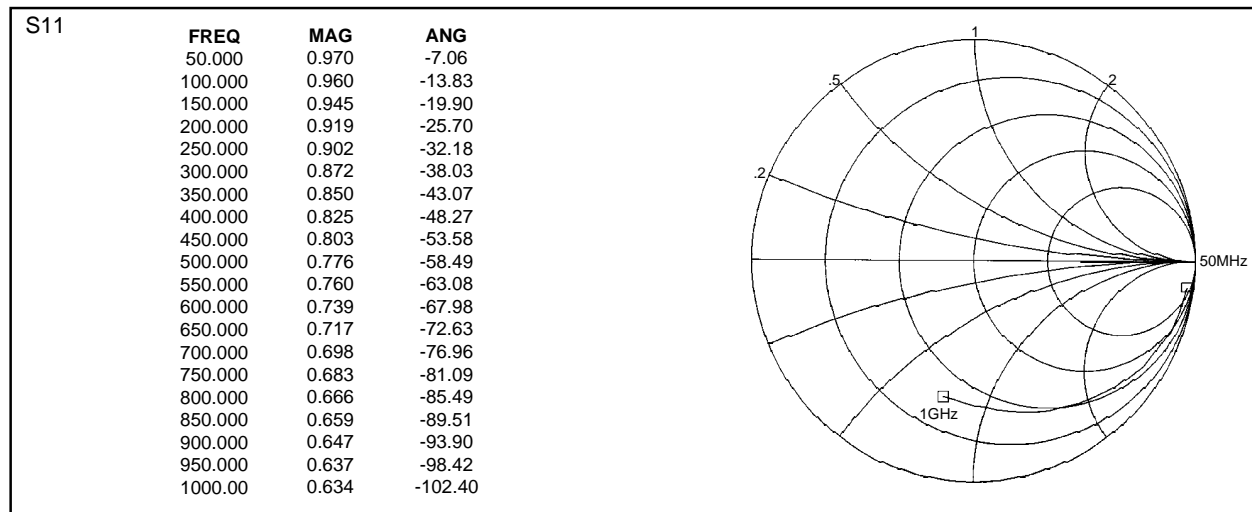 S11
FREQ MAG ANG
50.000 0.970 -7.06
100.000 0.960 -13.83
150.000 0.945 -19.90
200.000 0.919 -25.70
250.000 0.902 -32.18
300.000 0.872 -38.03
350.000 0.850 -43.07
400.000 0.825 -48.27
450.000 0.803 -53.58
500.000 0.776 -58.49
550.000 0.760 -63.08
600.000 0.739 -67.98
650.000 0.717 -72.63
700.000 0.698 -76.96
750.000 0.683 -81.09
800.000 0.666 -85.49
850.000 0.659 -89.51
900.000 0.647 -93.90
950.000 0.637 -98.42
1000.00 0.634 -102.40
1
.5
2
.2
50MHz
1GHz